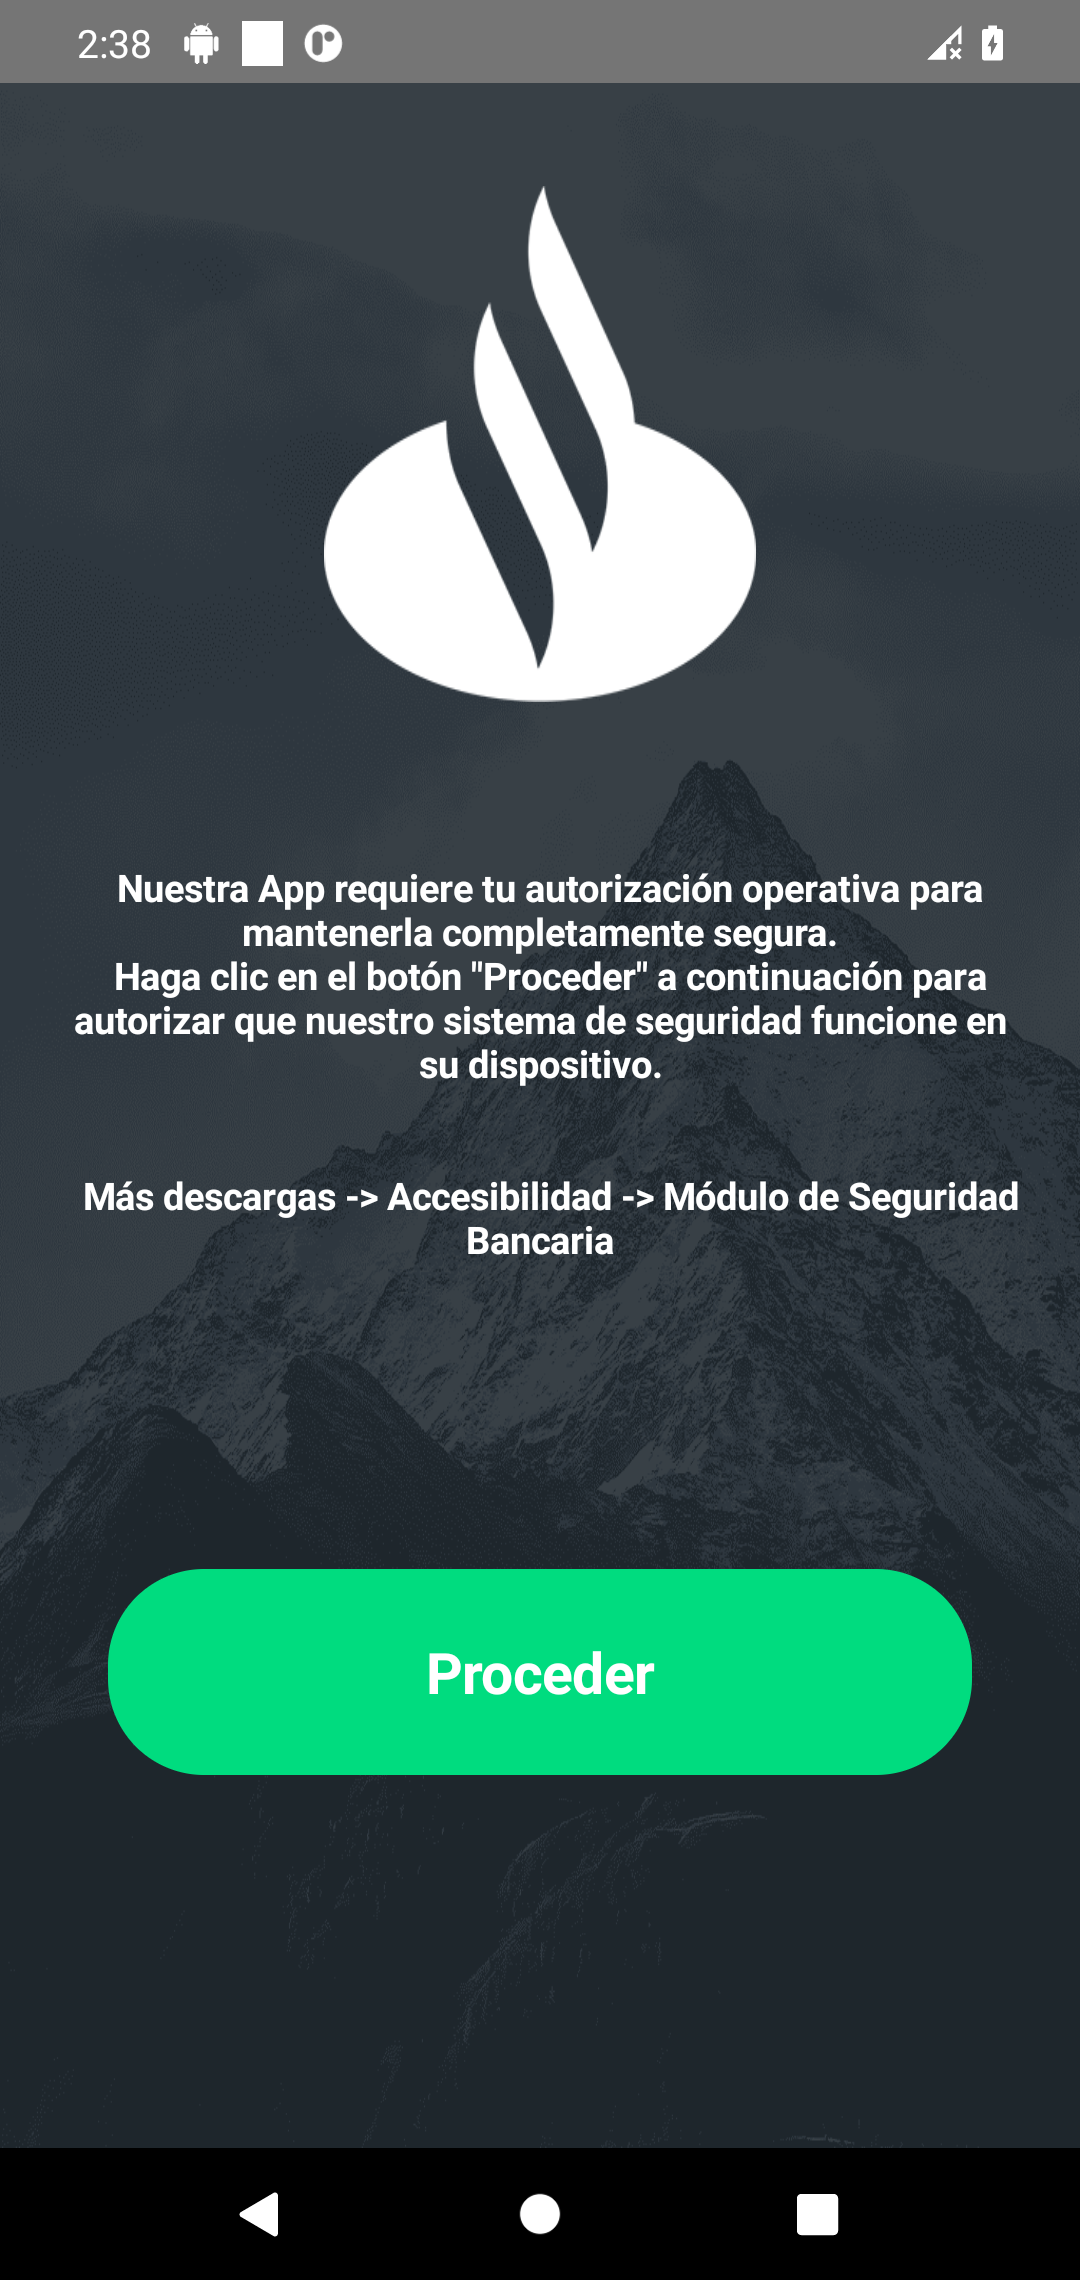 2:38
Nuestra App requiere tu autorización operativa para
mantenerla completamente segura.
Haga clic en el botón "Proceder" a continuación para
autorizar que nuestro sistema de seguridad funcione en
su dispositivo.
Más descargas -> Accesibilidad -> Módulo de Seguridad
Bancaria
Proceder